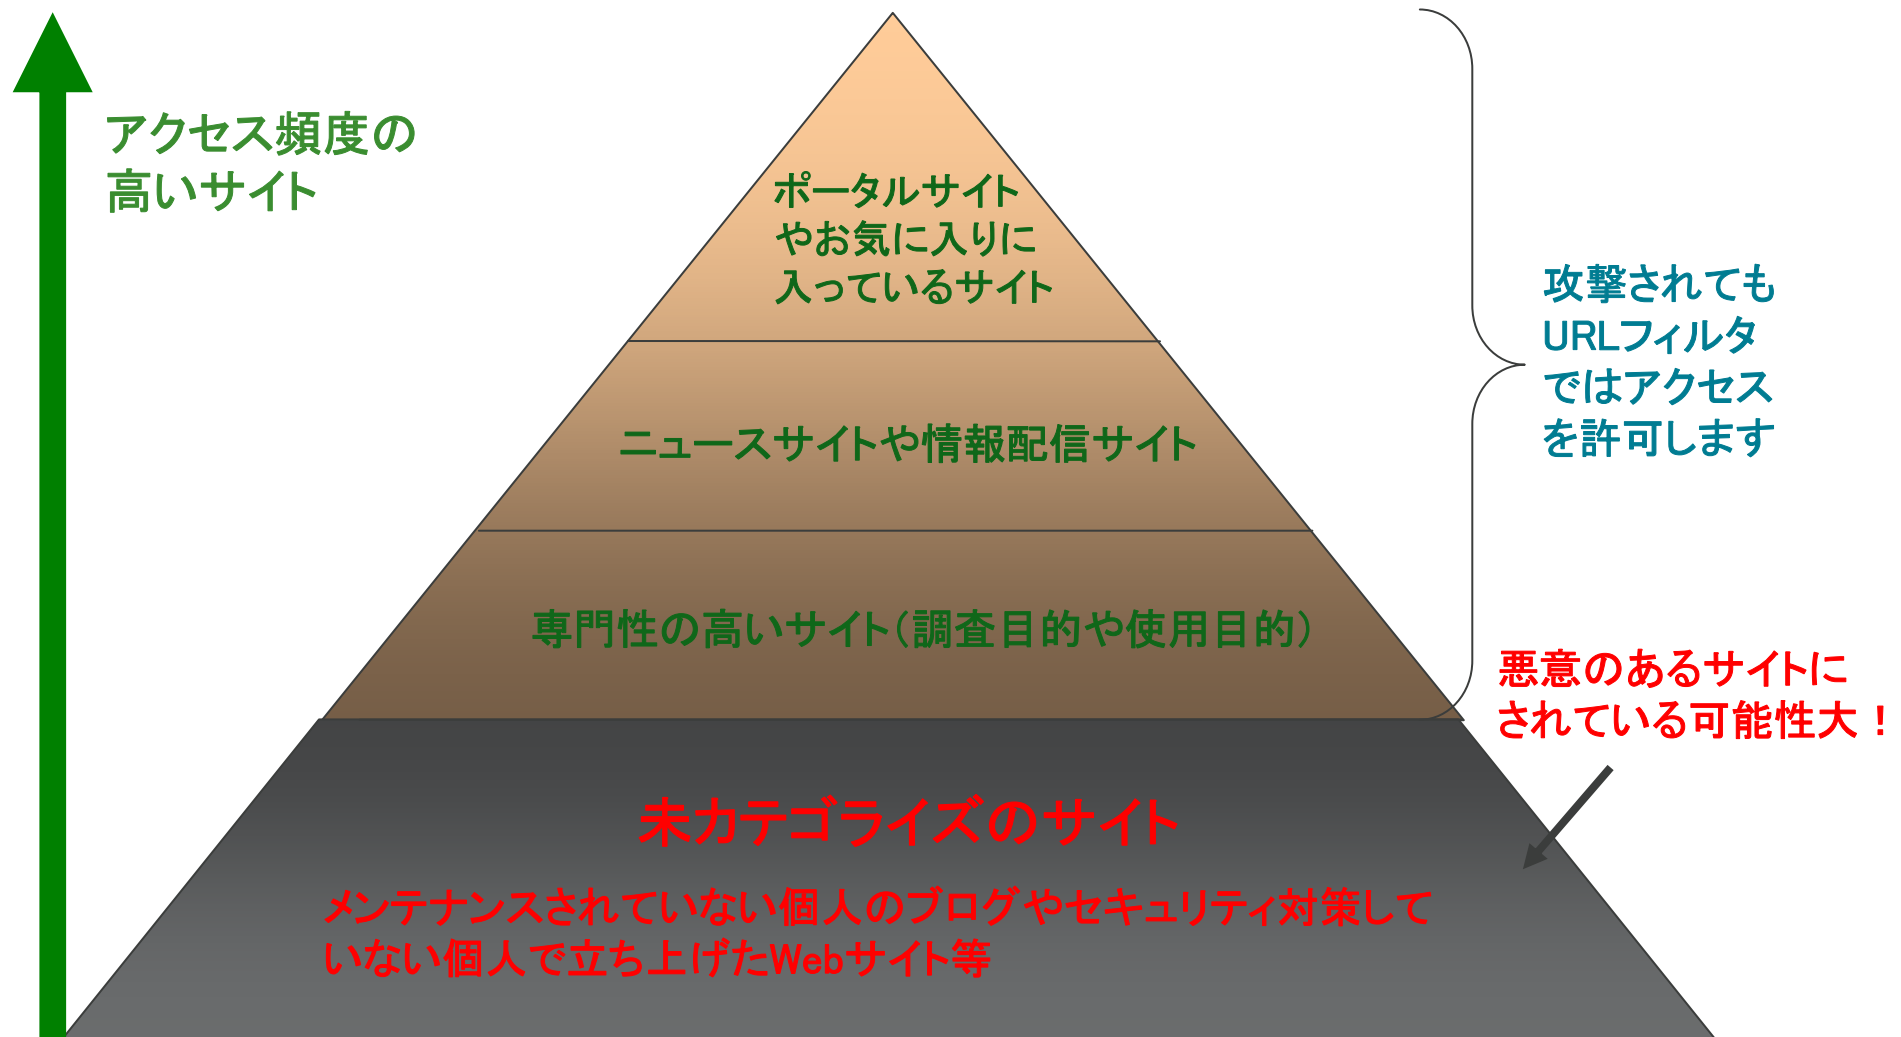 アクセス頻度の
高いサイト
ポータルサイト
やお気に入りに
入っているサイト
攻撃されても
URLフィルタ
ではアクセス
を許可します
ニュースサイトや情報配信サイト
専門性の高いサイト（調査目的や使用目的）
悪意のあるサイトに
されている可能性大！
未カテゴライズのサイト
メンテナンスされていない個人のブログやセキュリティ対策して
いない個人で立ち上げたWebサイト等